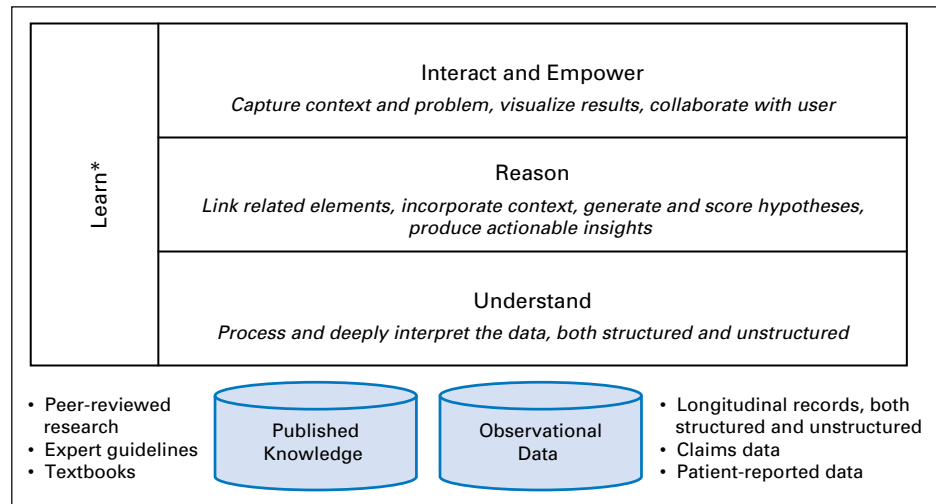 Learn*
Interact and Empower
Capture context and problem, visualize results, collaborate with user
Reason
Link related elements, incorporate context, generate and score hypotheses,
produce actionable insights
Understand
Process and deeply interpret the data, both structured and unstructured
• Peer-reviewed
research
• Expert guidelines
• Textbooks
Published
Knowledge
Observational
Data
• Longitudinal records, both
structured and unstructured
• Claims data
• Patient-reported data